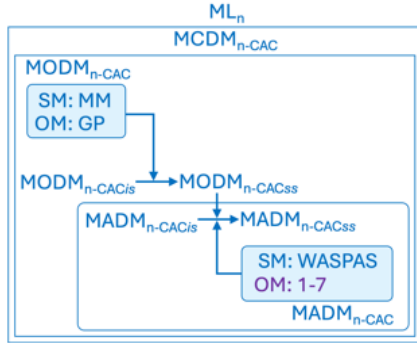 MLn
MCDMn-CAC
MODMn-CAC
SM: MM
OM: GP
MODMn-CACis
MODMn-CACss
MADMn-CACis
MADMn-CACss
SM: WASPAS
OM: 1-7
MADMn-CAC